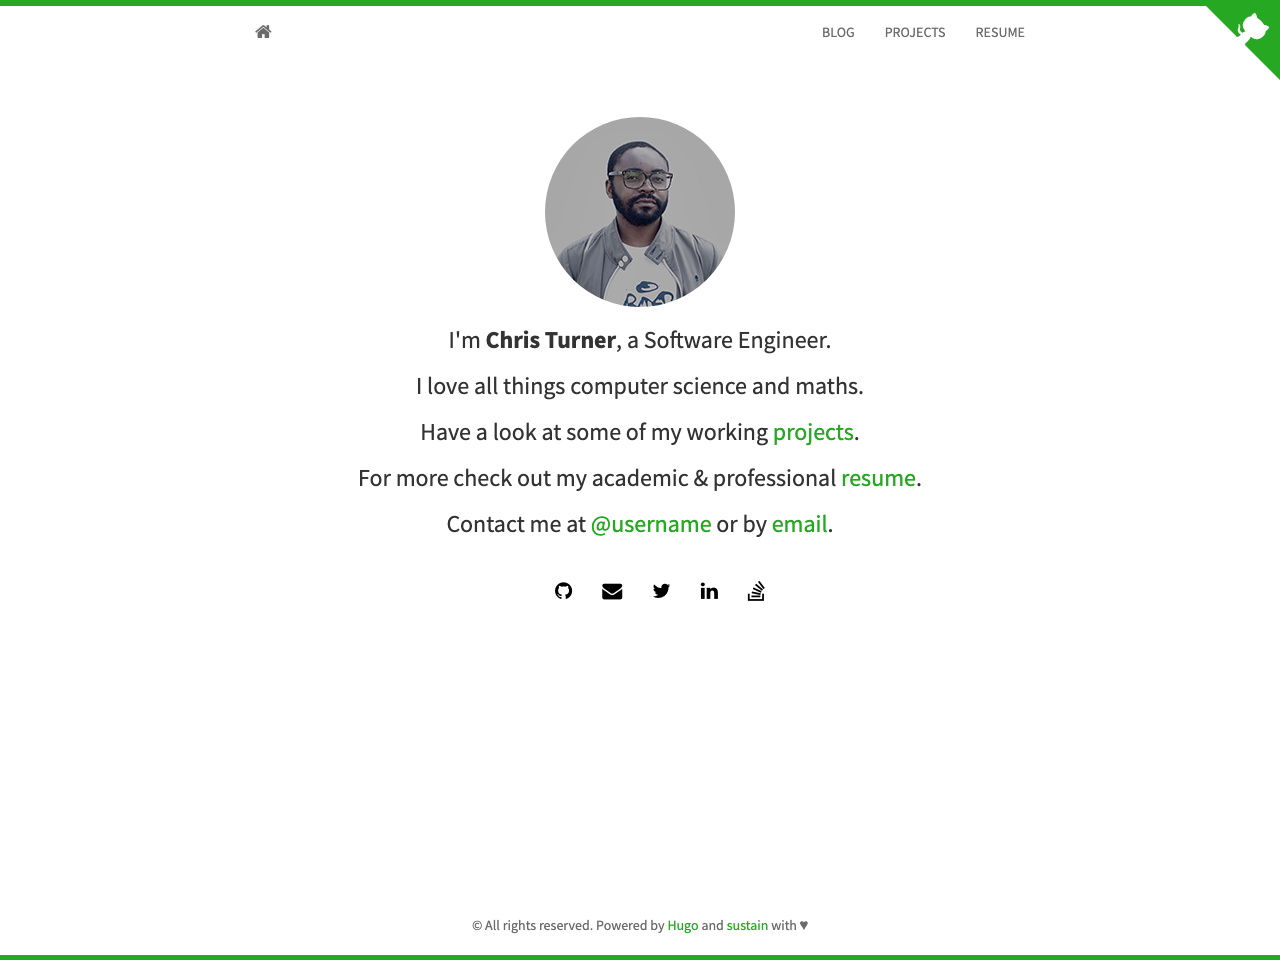 BLOG PROJECTS RESUME
I'm Chris Turner, a Software Engineer.
I love all things computer science and maths.
Have a look at some of my working projects.
For more check out my academic & professional resume.
Contact me at @username or by email.
© All rights reserved. Powered by Hugo and sustain with ♥